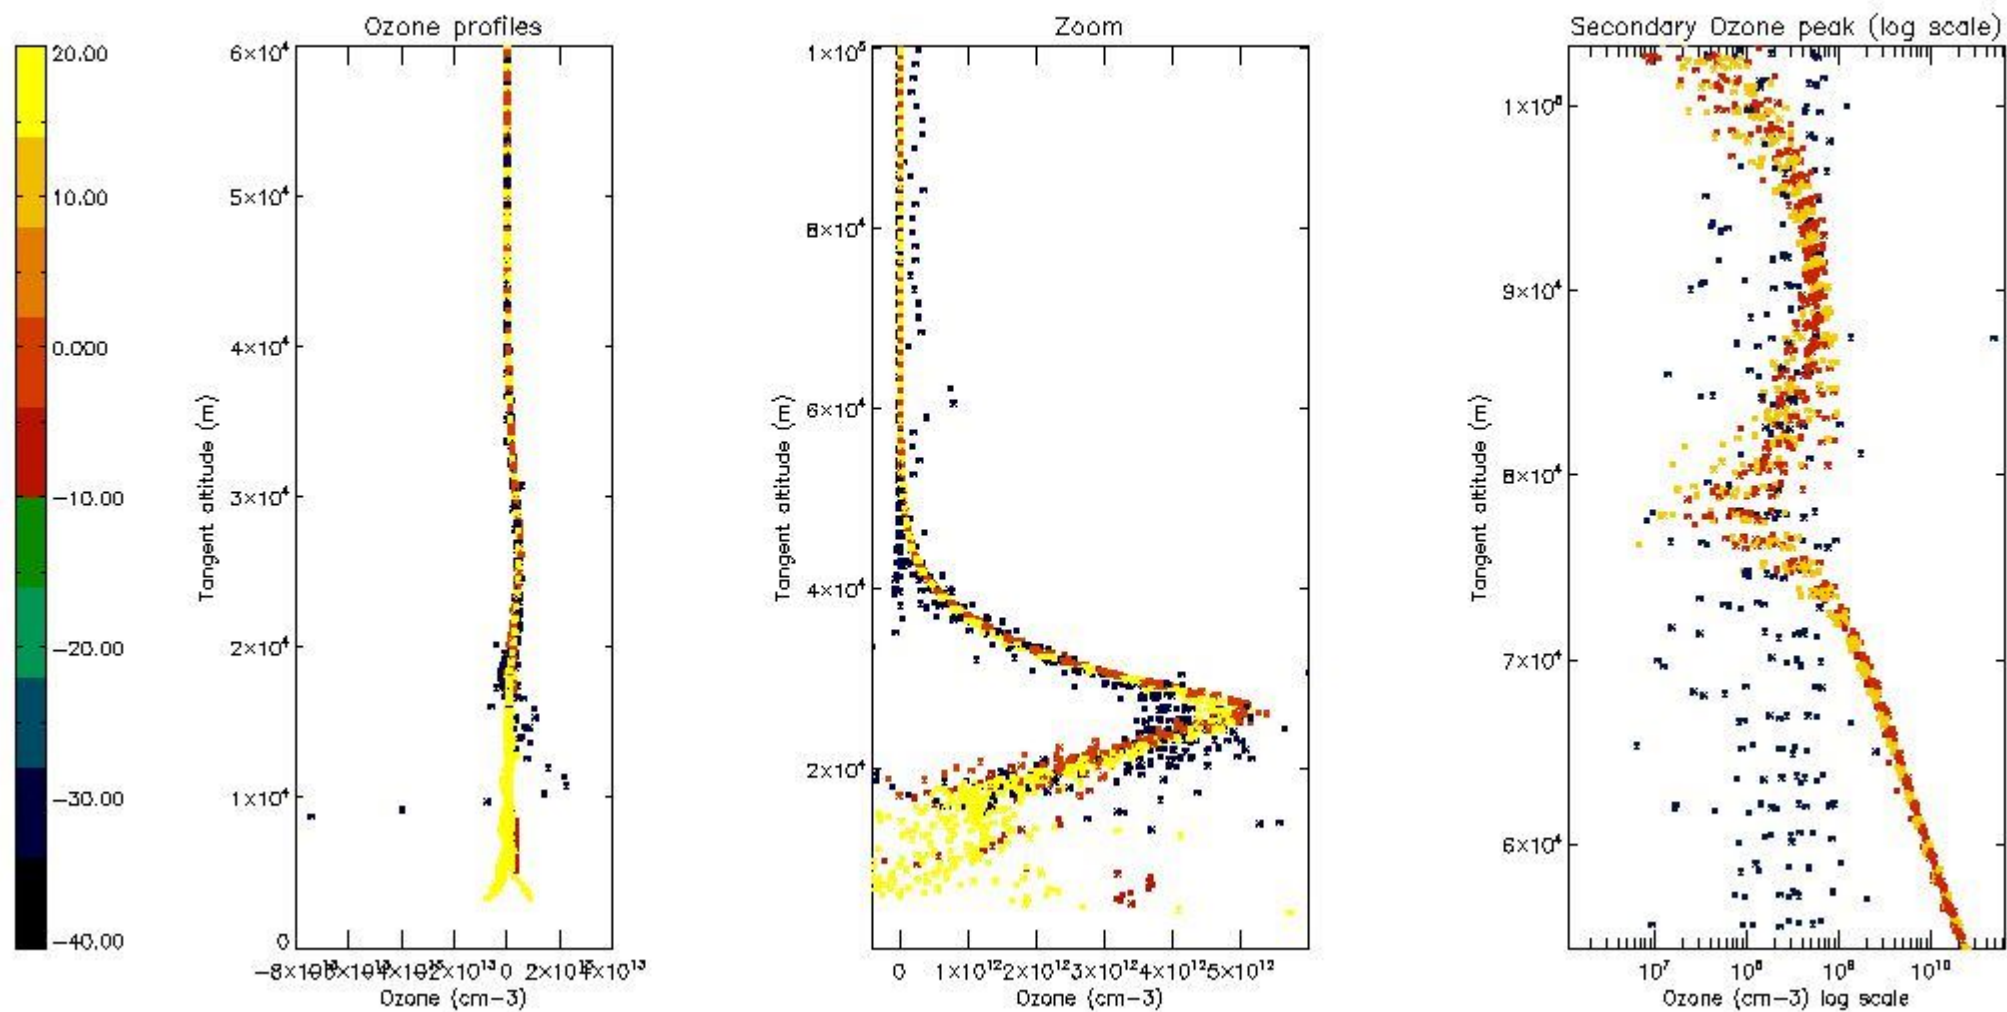 Ozone profiles
Zoom
Secondary Ozone peak (log scale)
20.00
10.00
0.000
−10.00
−20.00
−30.00
−40.00
6×10⁴
5×10⁴
4×10⁴
3×10⁴
2×10⁴
1×10⁴
0
Tangent altitude (m)
0
Ozone (cm−3)
1×10⁵
8×10⁴
6×10⁴
4×10⁴
2×10⁴
Tangent altitude (m)
0 1×10¹² 2×10¹² 3×10¹² 4×10¹² 5×10¹²
Ozone (cm−3)
9×10⁴
8×10⁴
7×10⁴
6×10⁴
Tangent altitude (m)
10⁷ 10⁸ 10⁹ 10¹⁰
Ozone (cm−3) log scale